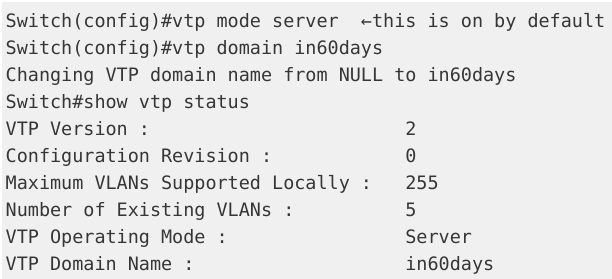 Switch(config)#vtp mode server  ←this is on by default
Switch(config)#vtp domain in60days
Changing VTP domain name from NULL to in60days
Switch#show vtp status
VTP Version :                       2
Configuration Revision :            0
Maximum VLANs Supported Locally :   255
Number of Existing VLANs :          5
VTP Operating Mode :                Server
VTP Domain Name :                   in60days